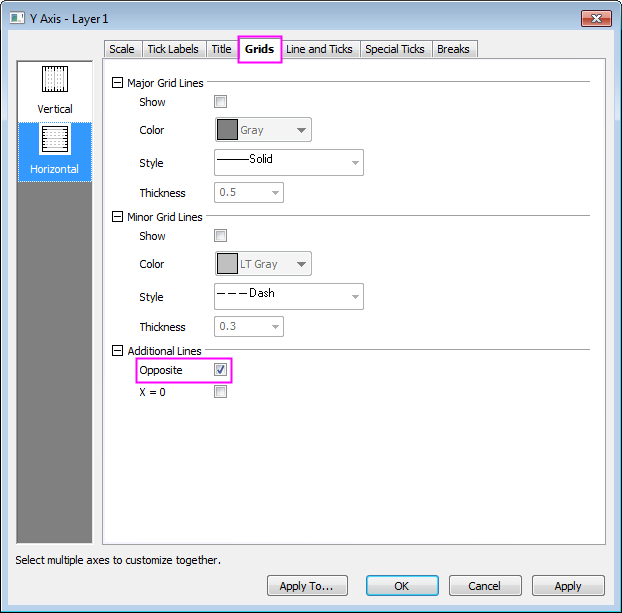 Y Axis - Layer1
Scale Tick Labels Title Grids Line and Ticks Special Ticks Breaks
Vertical
Horizontal
Major Grid Lines
Show
Color Gray
Style Solid
Thickness 0.5
Minor Grid Lines
Show
Color LT Gray
Style Dash
Thickness 0.3
Additional Lines
Opposite
X = 0
Select multiple axes to customize together.
Apply To... OK Cancel Apply